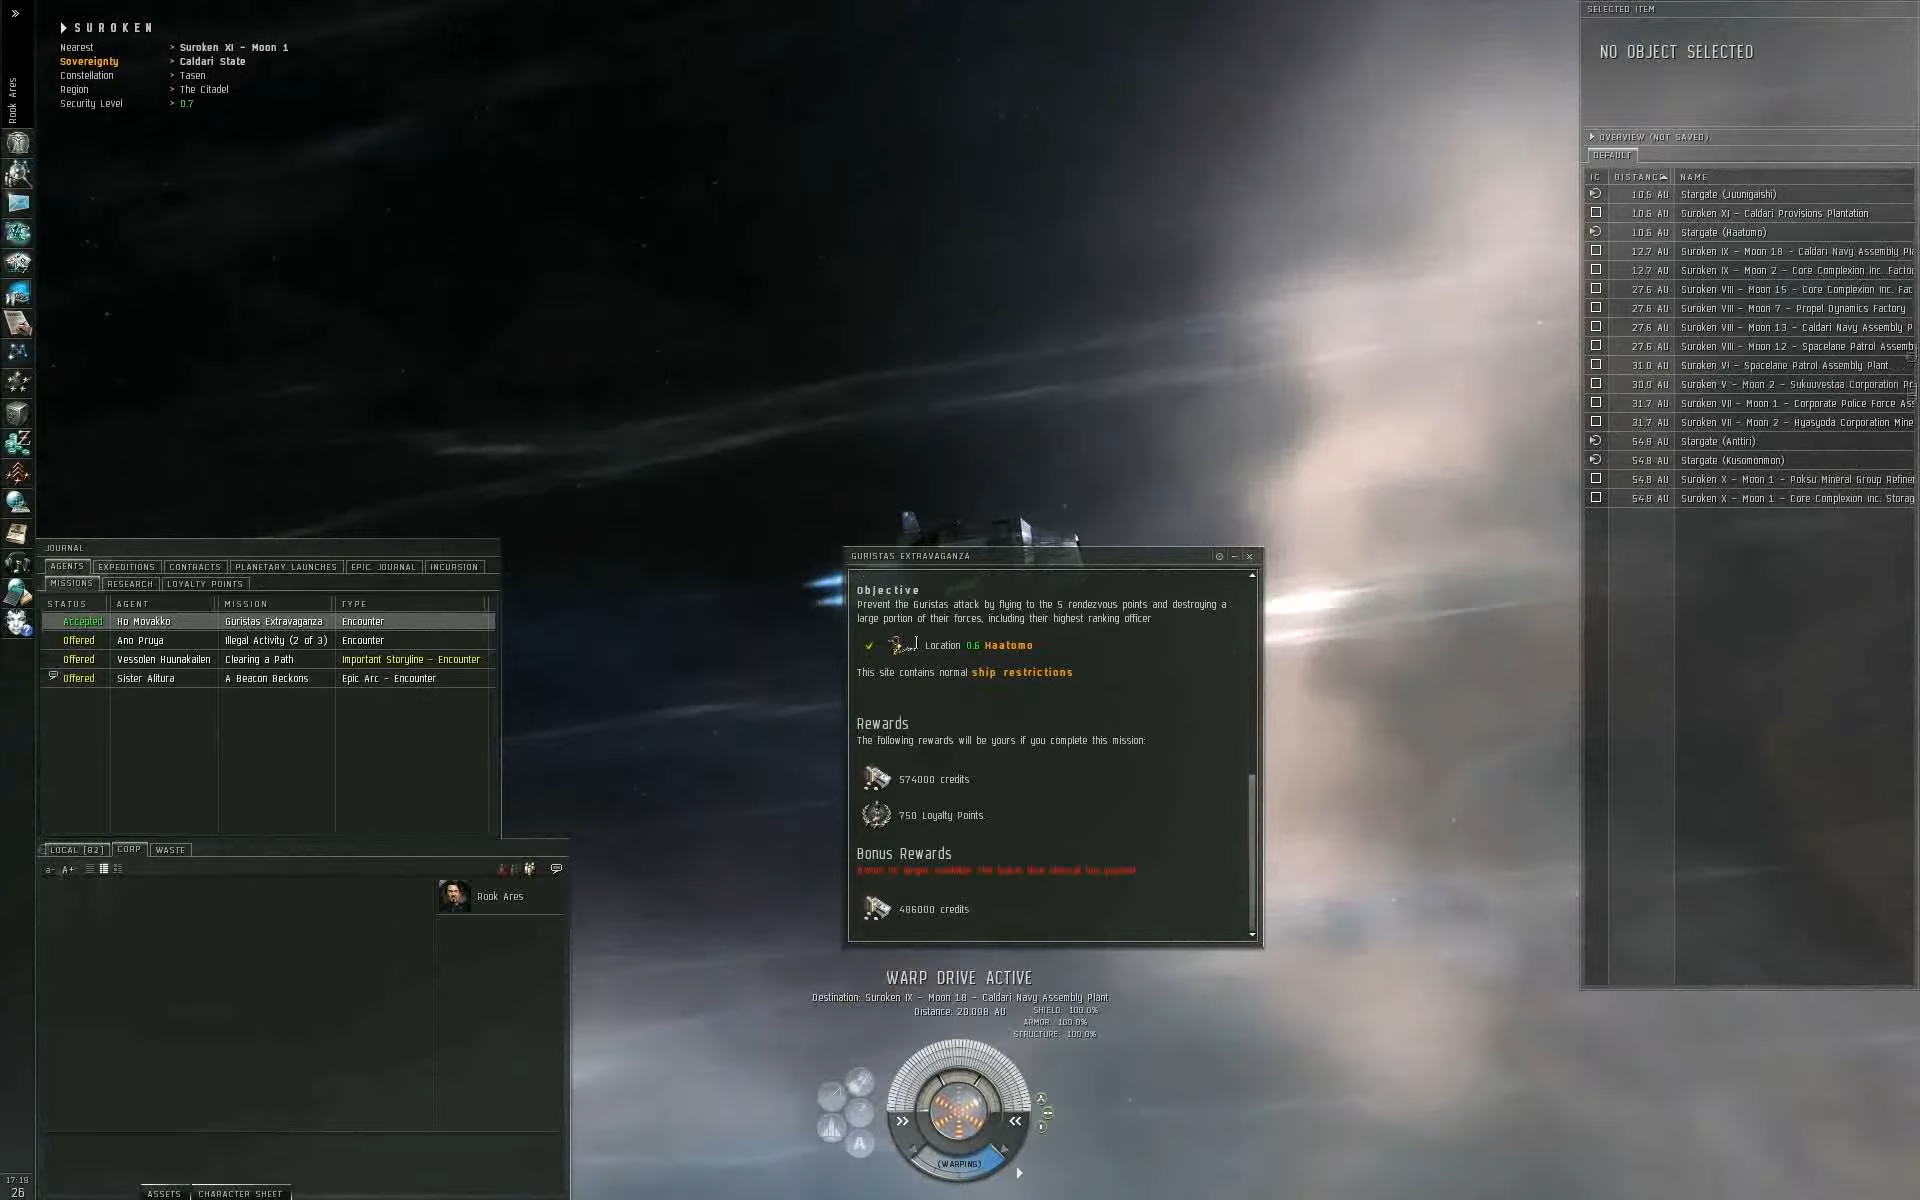 SUROKEN
Nearest > Suroken XI - Moon 1
Sovereignty > Caldari State
Constellation > Tasen
Region > The Citadel
Security Level > 0.7
Rook Ares
SELECTED ITEM
NO OBJECT SELECTED
OVERVIEW (NOT SAVED)
DEFAULT
IC DISTANC NAME
10.6 AU Stargate (Juunigaishi)
10.6 AU Suroken XI - Caldari Provisions Plantation
10.6 AU Stargate (Haatomo)
12.7 AU Suroken IX - Moon 18 - Caldari Navy Assembly Pla
12.7 AU Suroken IX - Moon 2 - Core Complexion Inc. Facto
27.6 AU Suroken VIII - Moon 15 - Core Complexion Inc. Fac
27.6 AU Suroken VIII - Moon 7 - Propel Dynamics Factory
27.6 AU Suroken VIII - Moon 13 - Caldari Navy Assembly P
27.6 AU Suroken VIII - Moon 12 - Spacelane Patrol Assemb
31.0 AU Suroken VI - Spacelane Patrol Assembly Plant
30.9 AU Suroken V - Moon 2 - Sukuuvestaa Corporation
31.7 AU Suroken VII - Moon 1 - Corporate Police Force Ass
31.7 AU Suroken VII - Moon 2 - Hyasyoda Corporation Mine
54.8 AU Stargate (Anttiri)
54.8 AU Stargate (Kusomonmon)
54.8 AU Suroken X - Moon 1 - Poksu Mineral Group Refiner
54.8 AU Suroken X - Moon 1 - Core Complexion Inc. Storag
JOURNAL
AGENTS EXPEDITIONS CONTRACTS PLANETARY LAUNCHES EPIC JOURNAL INCURSION
MISSIONS RESEARCH LOYALTY POINTS
STATUS AGENT MISSION TYPE
Accepted Ho Movakko Guristas Extravaganza Encounter
Offered Ano Pruya Illegal Activity (2 of 3) Encounter
Offered Vessolen Huunakailen Clearing a Path Important Storyline - Encounter
Offered Sister Alitura A Beacon Beckons Epic Arc - Encounter
GURISTAS EXTRAVAGANZA
Objective
Prevent the Guristas attack by flying to the 5 rendezvous points and destroying a
large portion of their forces, including their highest ranking officer
Location 0.6 Haatomo
This site contains normal ship restrictions
Rewards
The following rewards will be yours if you complete this mission:
574000 credits
750 Loyalty Points
Bonus Rewards
486000 credits
LOCAL [82] CORP WASTE
a- A+
Rook Ares
WARP DRIVE ACTIVE
Destination: Suroken IX - Moon 18 - Caldari Navy Assembly Plant
Distance: 20.098 AU
SHIELD: 100.0%
ARMOR: 100.0%
STRUCTURE: 100.0%
(WARPING)
17:19
26
ASSETS CHARACTER SHEET